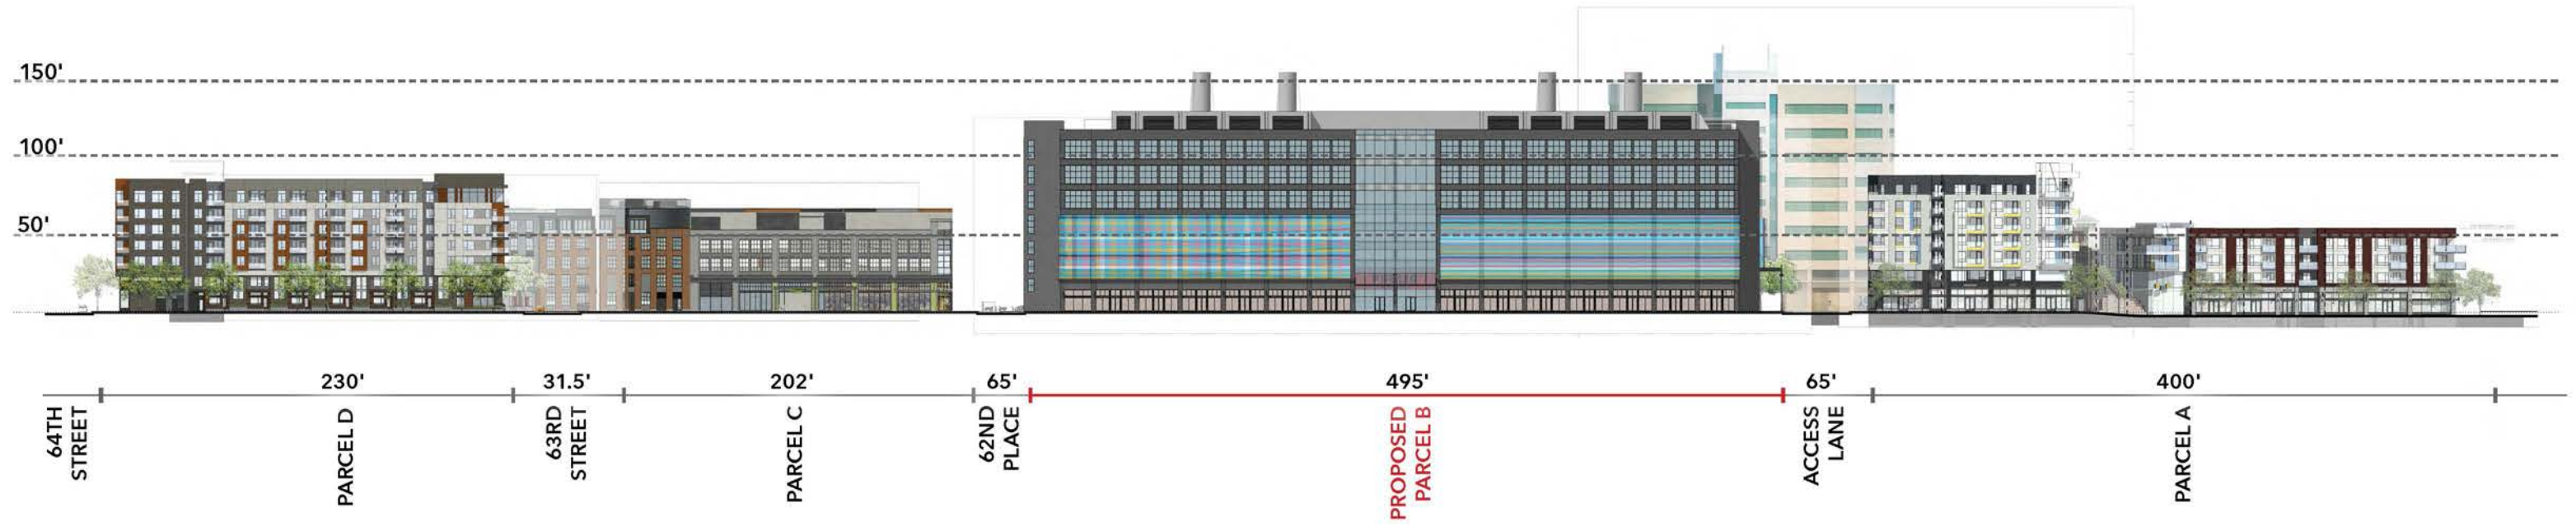 150'
100'
50'
230'
31.5'
202'
65'
495'
65'
400'
64TH
STREET
PARCEL D
63RD
STREET
PARCEL C
62ND
PLACE
PROPOSED
PARCEL B
ACCESS
LANE
PARCEL A